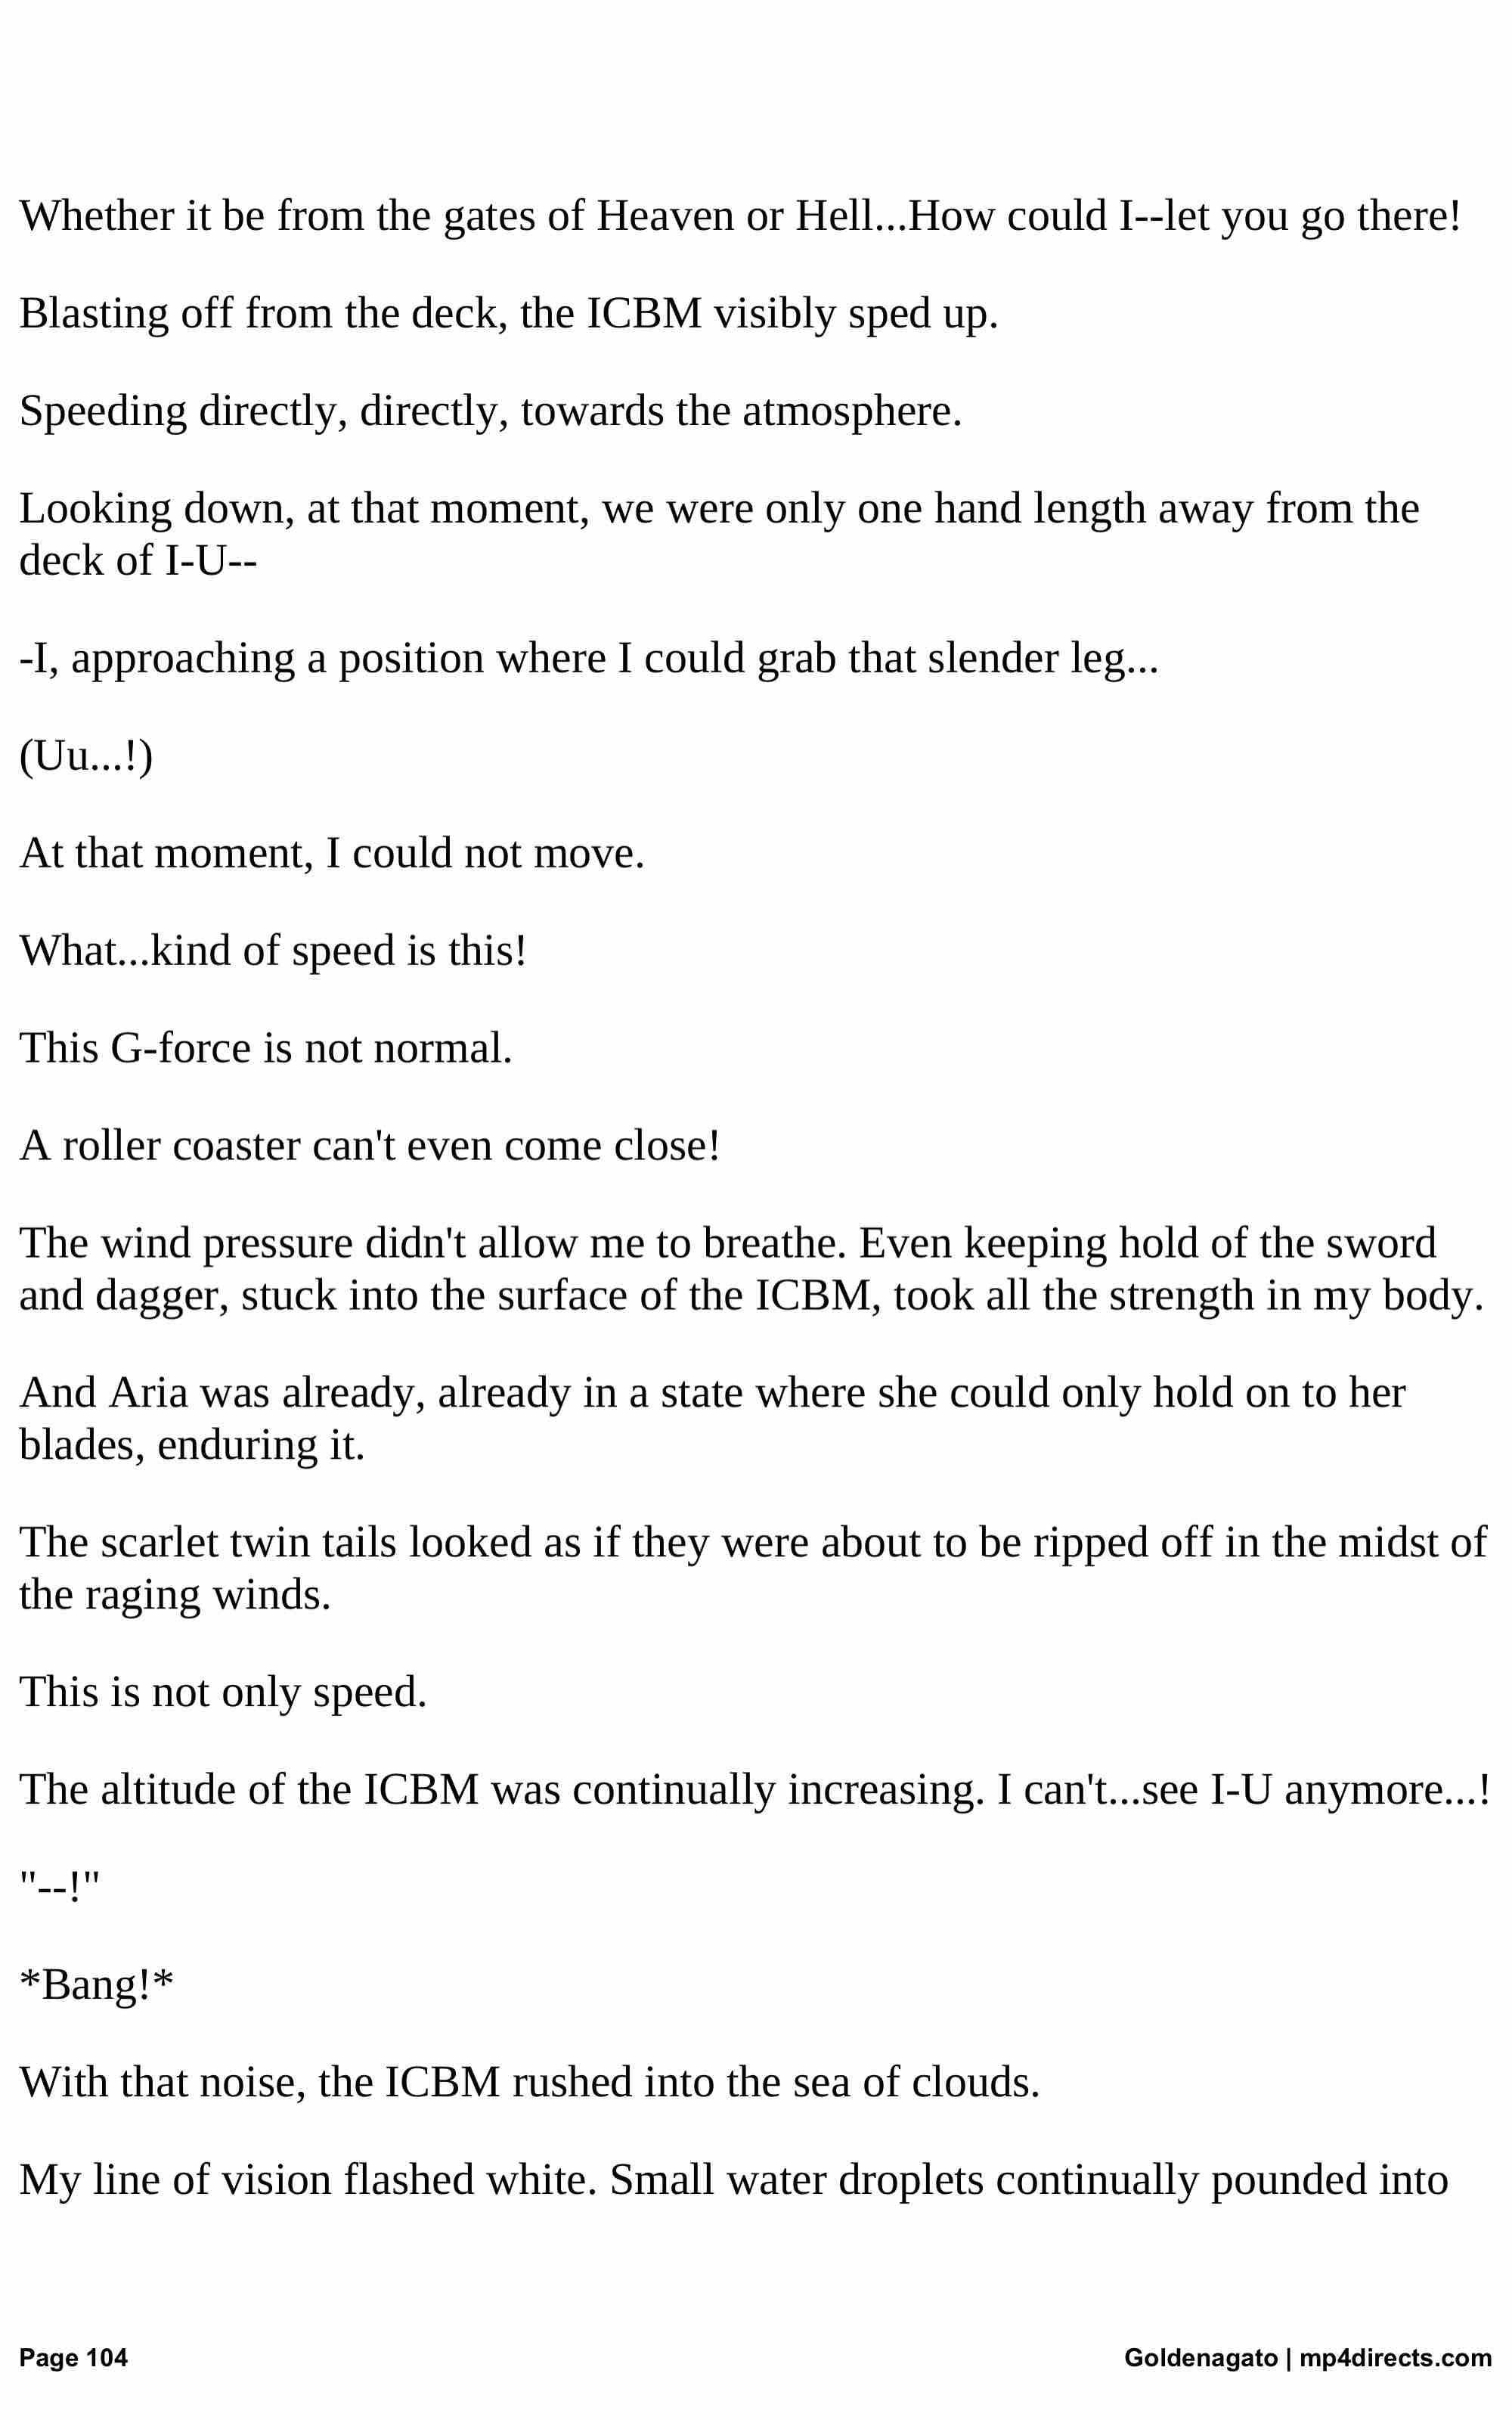 Whether it be from the gates of Heaven or Hell...How could I--let you go there!
Blasting off from the deck, the ICBM visibly sped up.
Speeding directly, directly, towards the atmosphere.
Looking down, at that moment, we were only one hand length away from the
deck of I-U--
-I, approaching a position where I could grab that slender leg...
(Uu...!)
At that moment, I could not move.
What...kind of speed is this!
This G-force is not normal.
A roller coaster can't even come close!
The wind pressure didn't allow me to breathe. Even keeping hold of the sword
and dagger, stuck into the surface of the ICBM, took all the strength in my body.
And Aria was already, already in a state where she could only hold on to her
blades, enduring it.
The scarlet twin tails looked as if they were about to be ripped off in the midst of
the raging winds.
This is not only speed.
The altitude of the ICBM was continually increasing. I can't...see I-U anymore...!
"--!"
*Bang!*
With that noise, the ICBM rushed into the sea of clouds.
My line of vision flashed white. Small water droplets continually pounded into
Page 104
Goldenagato | mp4directs.com